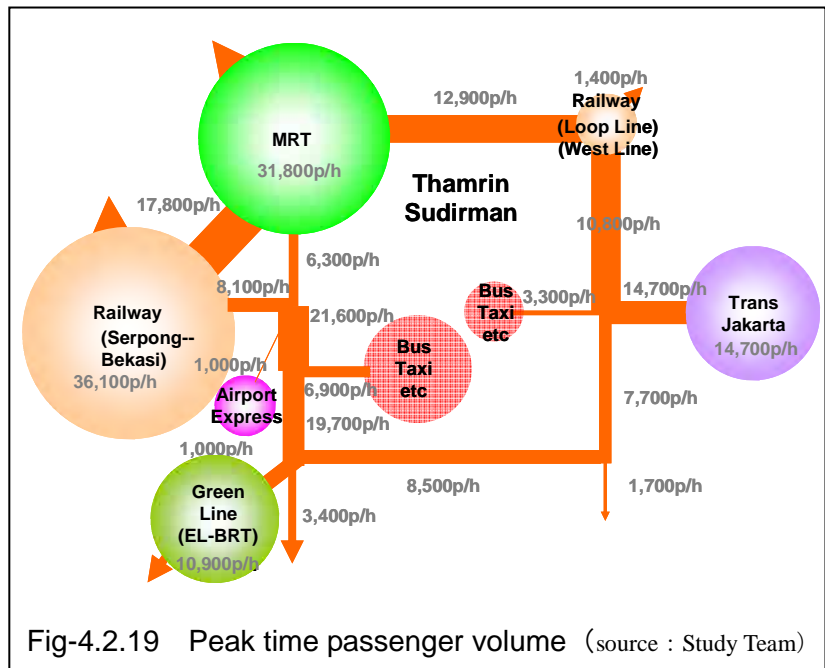 1,400p/h
12,900p/h
Railway
(Loop Line)
(West Line)
MRT
31,800p/h
Thamrin
Sudirman
17,800p/h
10,800p/h
6,300p/h
8,100p/h
Railway
(Serpong--
Bekasi)
36,100p/h
21,600p/h
Bus
Taxi
etc
3,300p/h
14,700p/h
Trans
Jakarta
14,700p/h
Bus
Taxi
etc
1,000p/h
Airport
Express
6,900p/h
19,700p/h
7,700p/h
1,000p/h
8,500p/h
1,700p/h
Green
Line
(EL-BRT)
10,900p/h
3,400p/h
Fig-4.2.19 Peak time passenger volume (source : Study Team)